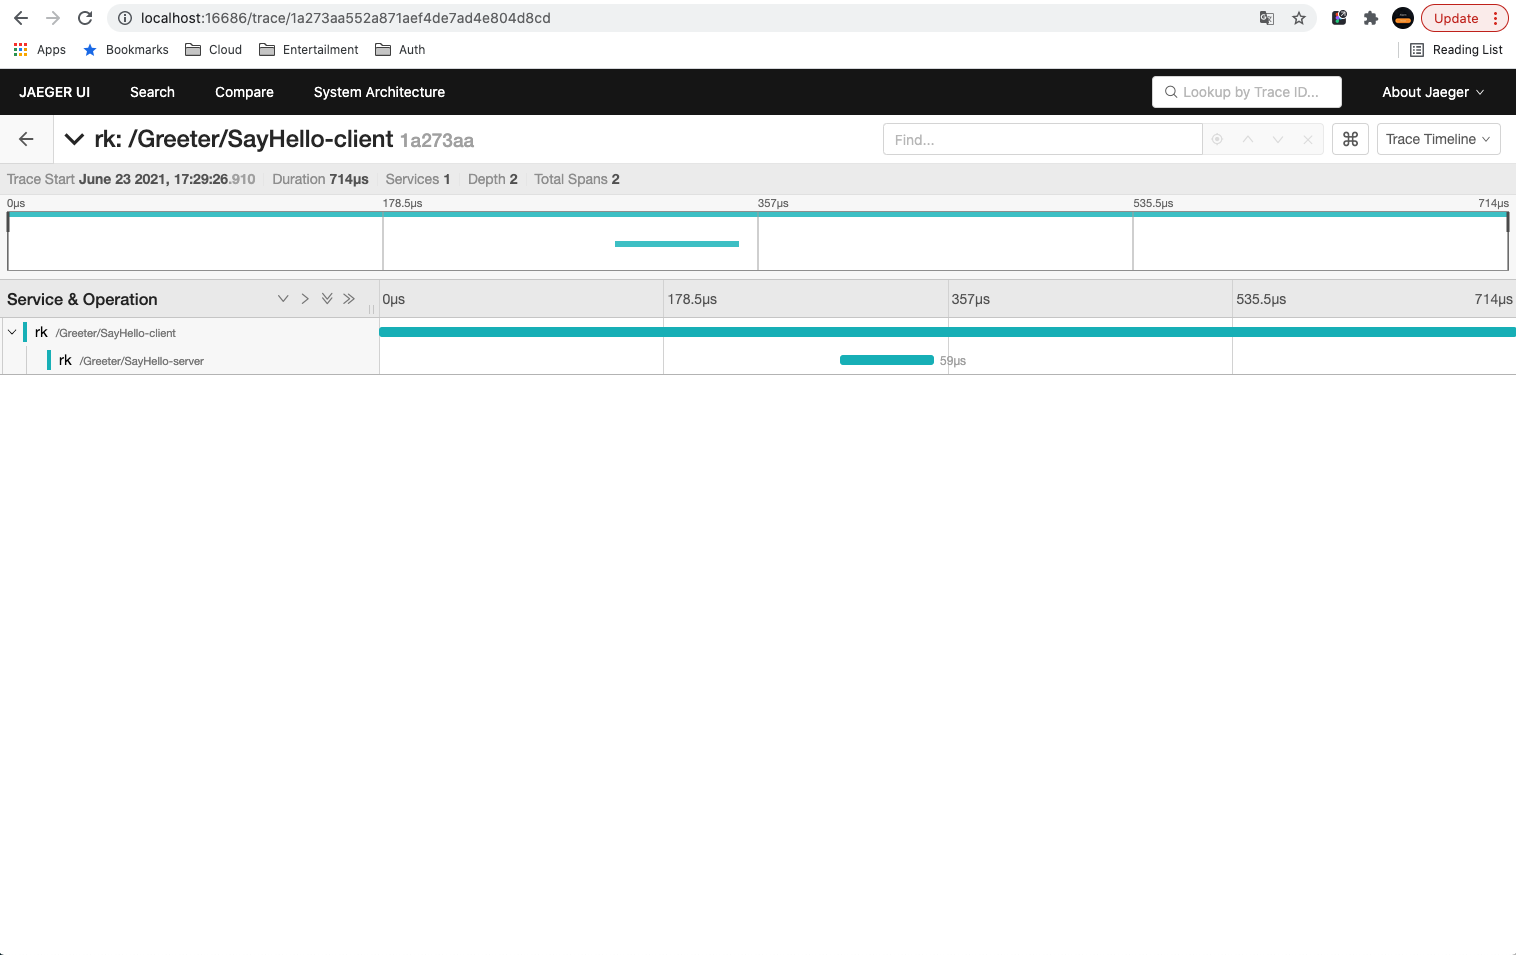 localhost:16686/trace/1a273aa552a871aef4de7ad4e804d8cd
Update
Apps Bookmarks Cloud Entertailment Auth Reading List
JAEGER UI Search Compare System Architecture Lookup by Trace ID... About Jaeger
rk: /Greeter/SayHello-client 1a273aa Find... ⌘ Trace Timeline
Trace Start June 23 2021, 17:29:26.910 Duration 714μs Services 1 Depth 2 Total Spans 2
0μs 178.5μs 357μs 535.5μs 714μs
Service & Operation 0μs 178.5μs 357μs 535.5μs 714μs
rk /Greeter/SayHello-client
rk /Greeter/SayHello-server 59μs